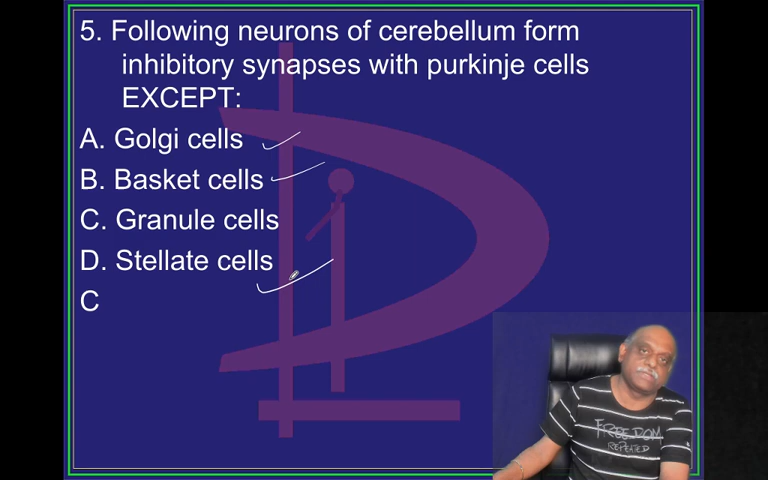 5. Following neurons of cerebellum form
inhibitory synapses with purkinje cells
EXCEPT:
A. Golgi cells
B. Basket cells
C. Granule cells
D. Stellate cells
C
FREEDOM
REPEATED